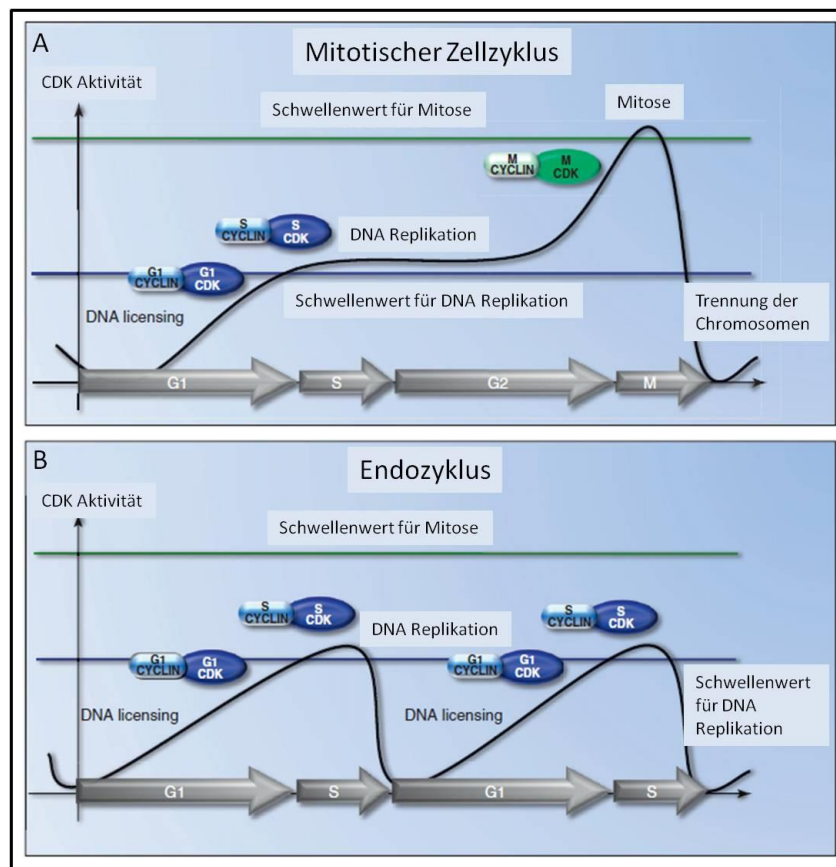 A
Mitotischer Zellzyklus
CDK Aktivität
Mitose
Schwellenwert für Mitose
M
CYCLIN
M
CDK
S
CYCLIN
S
CDK
DNA Replikation
G1
CYCLIN
G1
CDK
Schwellenwert für DNA Replikation
Trennung der
Chromosomen
DNA licensing
G1
S
G2
M
B
Endozyklus
CDK Aktivität
Schwellenwert für Mitose
S
CYCLIN
S
CDK
S
CYCLIN
S
CDK
DNA Replikation
G1
CYCLIN
G1
CDK
G1
CYCLIN
G1
CDK
Schwellenwert
für DNA
Replikation
DNA licensing
DNA licensing
G1
S
G1
S